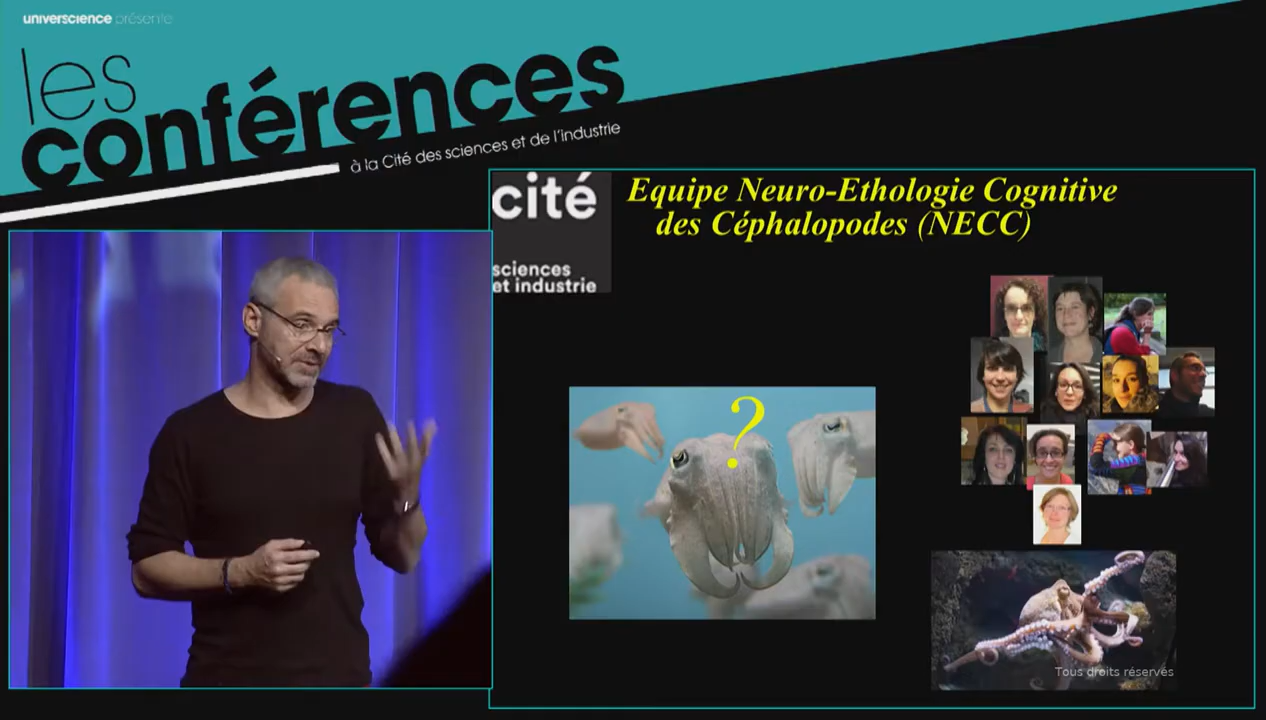 universcience présente
les
conférences
à la Cité des sciences et de l'industrie
cité
sciences
et industrie
Equipe Neuro-Ethologie Cognitive
des Céphalopodes (NECC)
?
Tous droits réservés